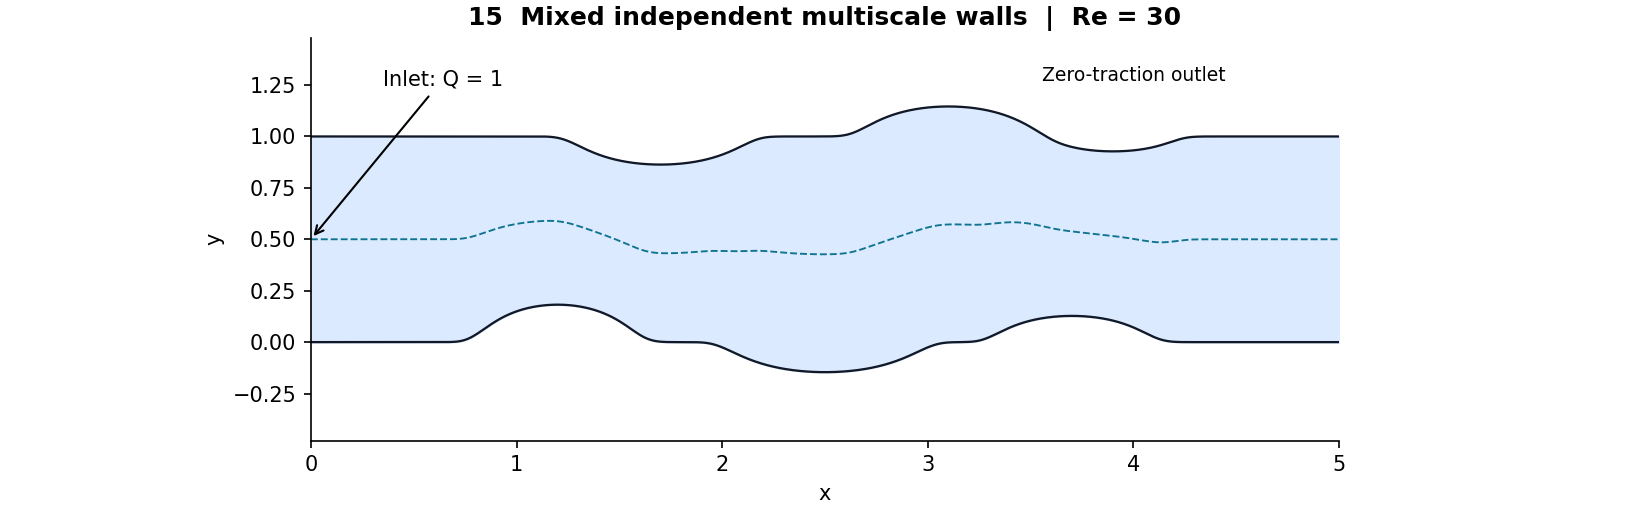 15  Mixed independent multiscale walls  |  Re = 30
Inlet: Q = 1
Zero-traction outlet
1.25
1.00
0.75
0.50
0.25
0.00
−0.25
y
0 1 2 3 4 5
x